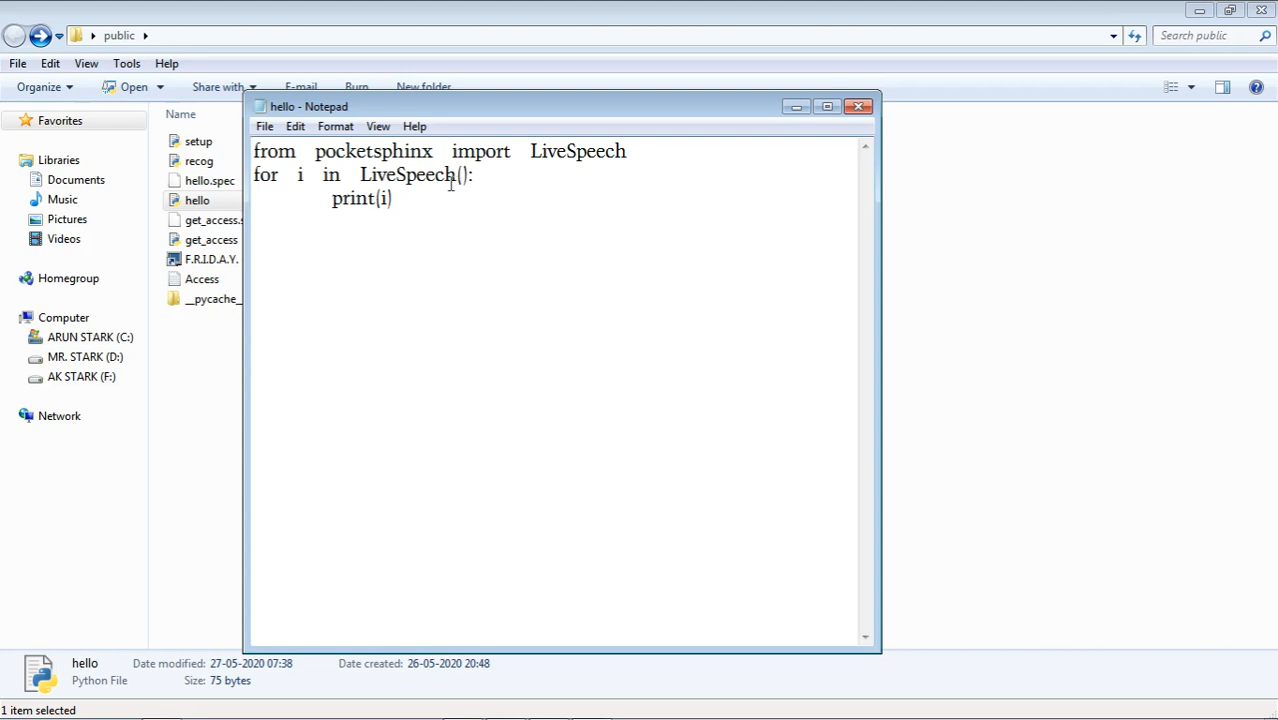 public
Search public
File Edit View Tools Help
Organize Open Share with E-mail Burn New folder
Name
Favorites
Libraries
Documents
Music
Pictures
Videos
Homegroup
Computer
ARUN STARK (C:)
MR. STARK (D:)
AK STARK (F:)
Network
setup
recog
hello.spec
hello
get_access.s
get_access
F.R.I.D.A.Y.
Access
__pycache_
hello - Notepad
File Edit Format View Help
from pocketsphinx import LiveSpeech
for i in LiveSpeech():
print(i)
hello Date modified: 27-05-2020 07:38 Date created: 26-05-2020 20:48
Python File Size: 75 bytes
1 item selected